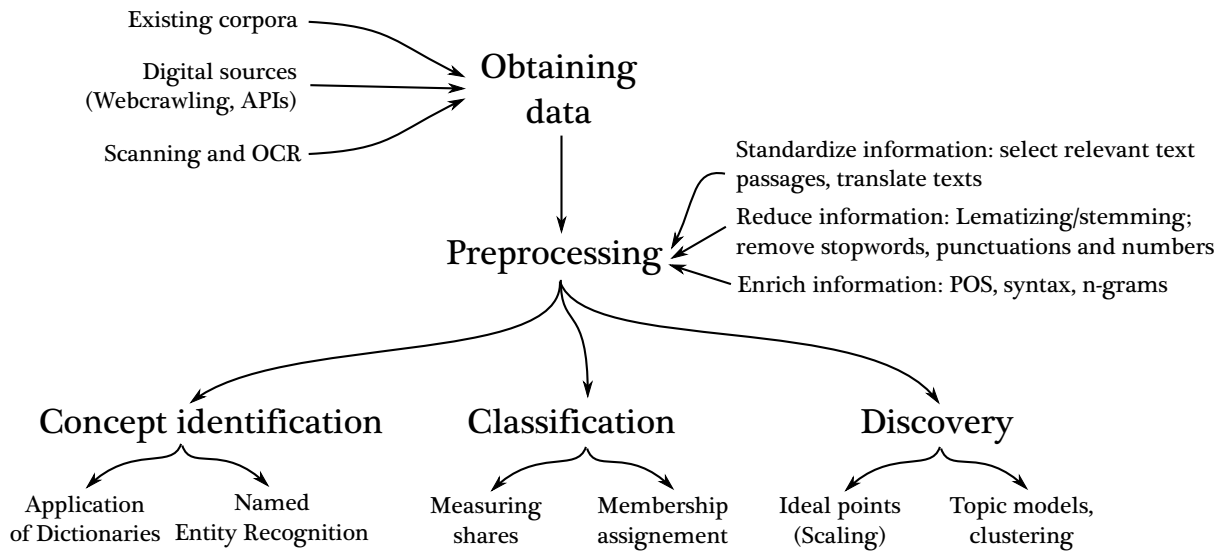 Existing corpora
Digital sources
(Webcrawling, APIs)
Scanning and OCR
Obtaining
data
Standardize information: select relevant text
passages, translate texts
Reduce information: Lematizing/stemming;
remove stopwords, punctuations and numbers
Enrich information: POS, syntax, n-grams
Preprocessing
Concept identification
Application
of Dictionaries
Named
Entity Recognition
Classification
Measuring
shares
Membership
assignement
Discovery
Ideal points
(Scaling)
Topic models,
clustering